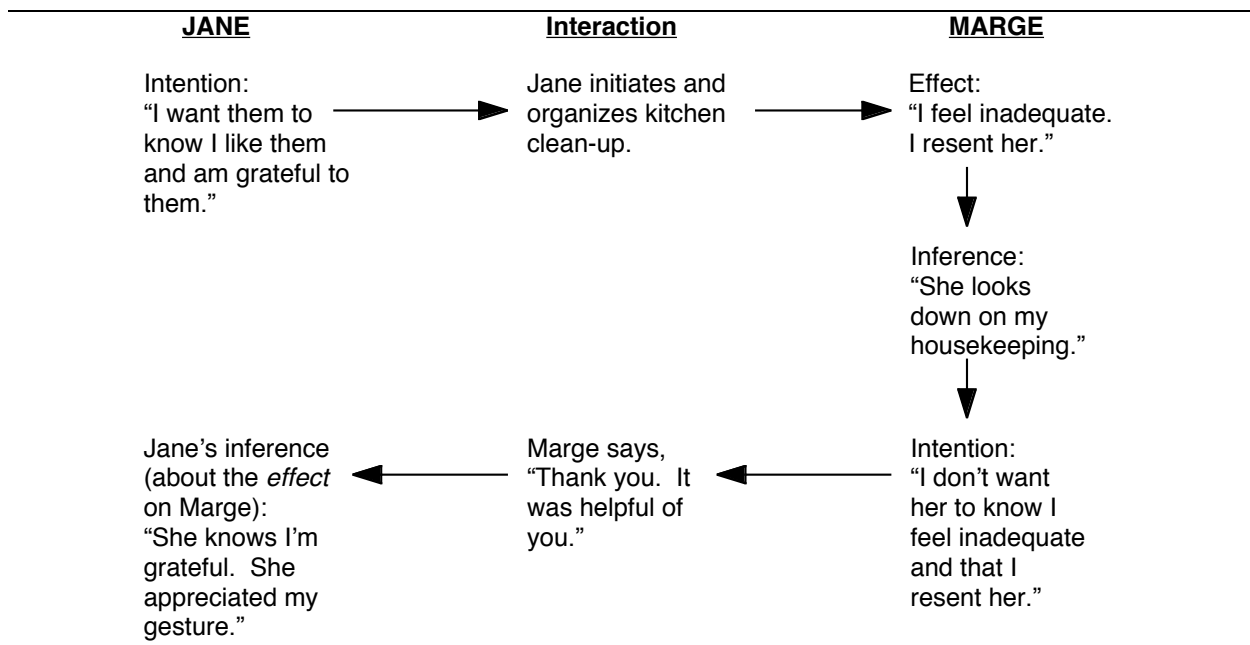 JANE
Interaction
MARGE
Intention:
“I want them to
know I like them
and am grateful to
them.”
Jane initiates and
organizes kitchen
clean-up.
Effect:
“I feel inadequate.
I resent her.”
Inference:
“She looks
down on my
housekeeping.”
Intention:
“I don’t want
her to know I
feel inadequate
and that I
resent her.”
Marge says,
“Thank you.  It
was helpful of
you.”
Jane’s inference
(about the effect
on Marge):
“She knows I’m
grateful.  She
appreciated my
gesture.”